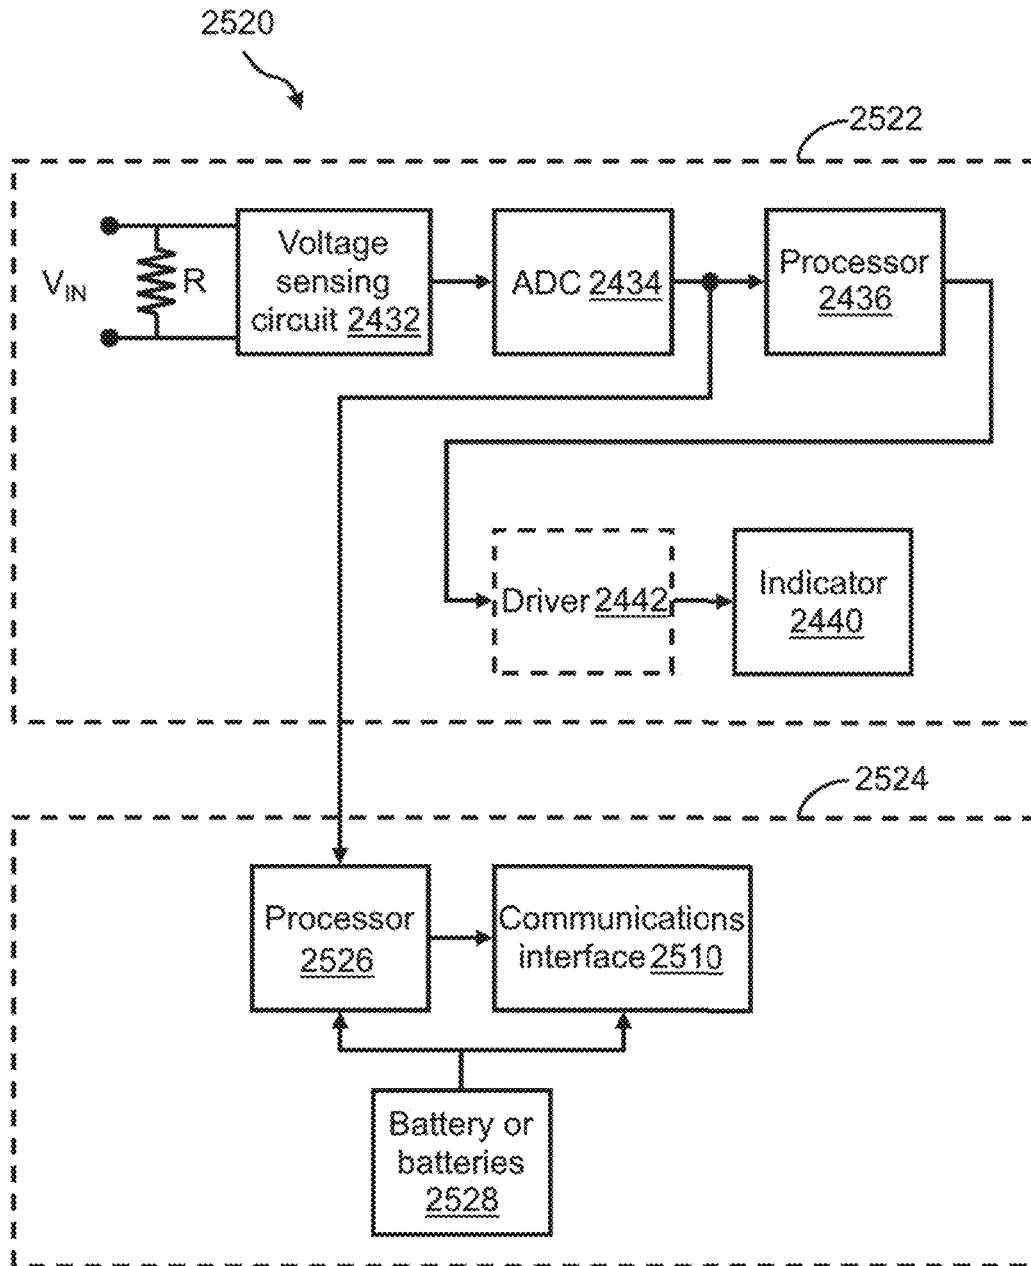 2520
2522
Voltage
sensing
circuit 2432
ADC 2434
Processor
2436
V_IN
R
Driver 2442
Indicator
2440
2524
Processor
2526
Communications
interface 2510
Battery or
batteries
2528